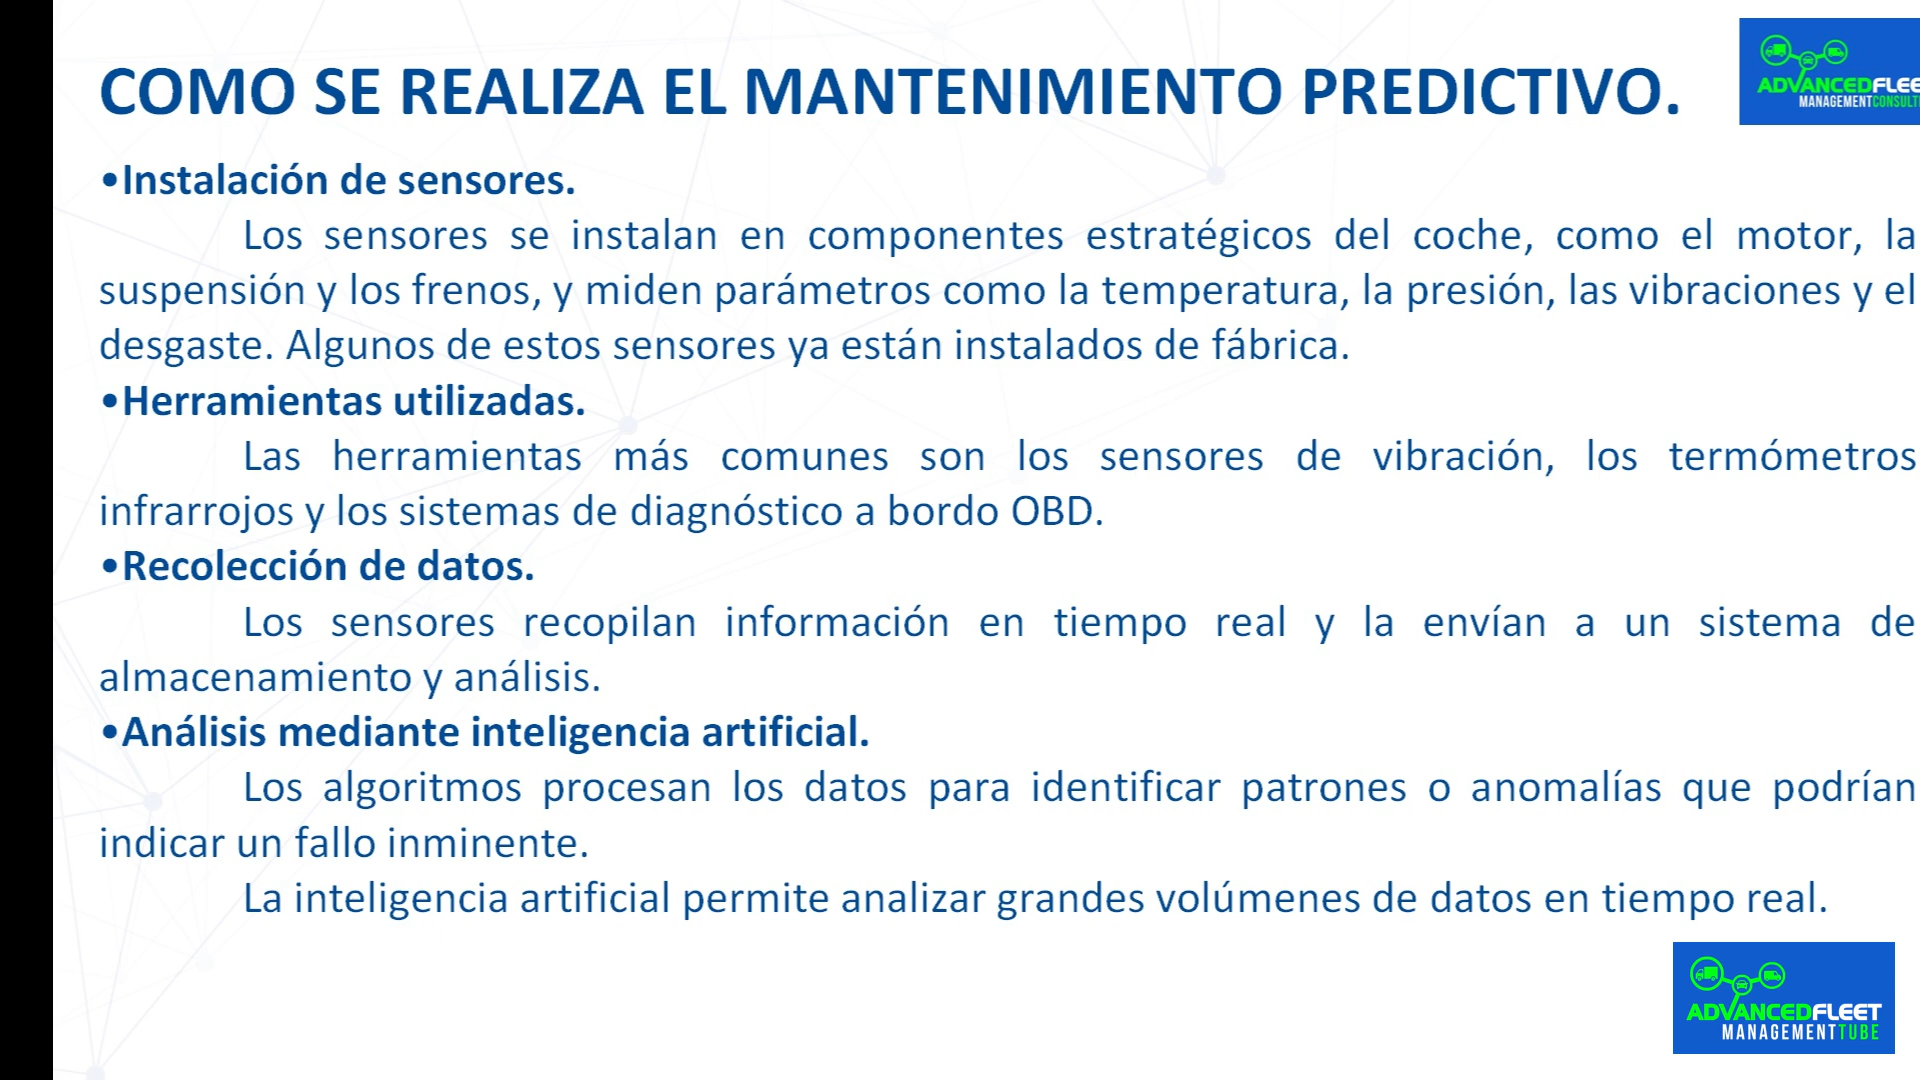 COMO SE REALIZA EL MANTENIMIENTO PREDICTIVO.
ADVANCEDFLEE
MANAGEMENTCONSULT
•Instalación de sensores.
Los sensores se instalan en componentes estratégicos del coche, como el motor, la
suspensión y los frenos, y miden parámetros como la temperatura, la presión, las vibraciones y el
desgaste. Algunos de estos sensores ya están instalados de fábrica.
•Herramientas utilizadas.
Las herramientas más comunes son los sensores de vibración, los termómetros
infrarrojos y los sistemas de diagnóstico a bordo OBD.
•Recolección de datos.
Los sensores recopilan información en tiempo real y la envían a un sistema de
almacenamiento y análisis.
•Análisis mediante inteligencia artificial.
Los algoritmos procesan los datos para identificar patrones o anomalías que podrían
indicar un fallo inminente.
La inteligencia artificial permite analizar grandes volúmenes de datos en tiempo real.
ADVANCEDFLEET
MANAGEMENTTUBE